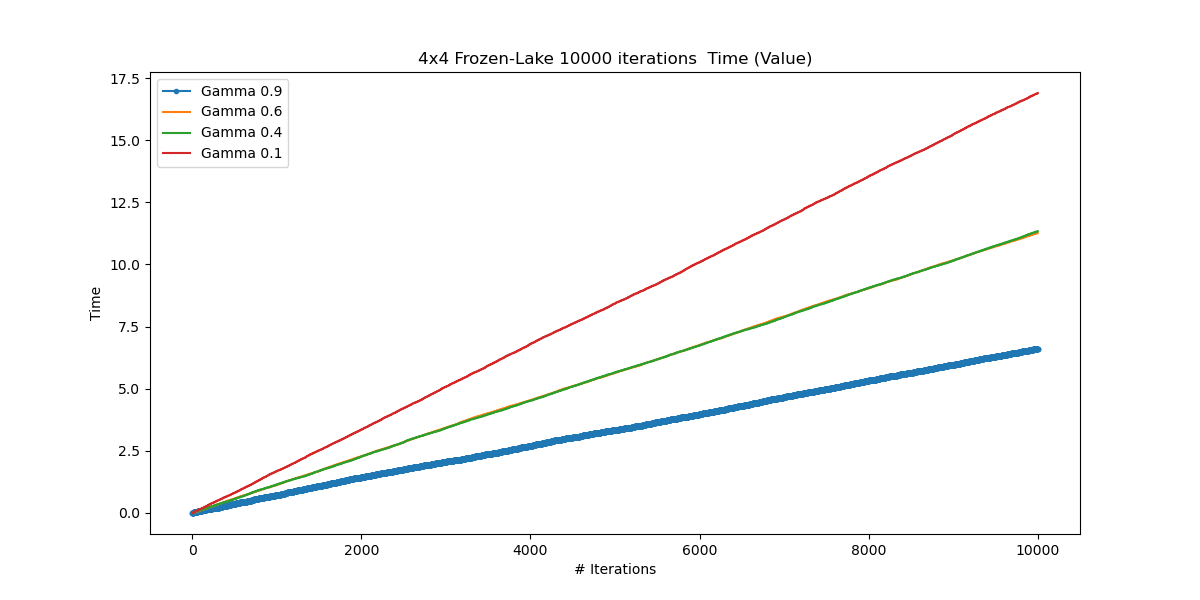 4x4 Frozen-Lake 10000 iterations  Time (Value)
Gamma 0.9
Gamma 0.6
Gamma 0.4
Gamma 0.1
17.5
15.0
12.5
10.0
7.5
5.0
2.5
0.0
Time
0 2000 4000 6000 8000 10000
# Iterations